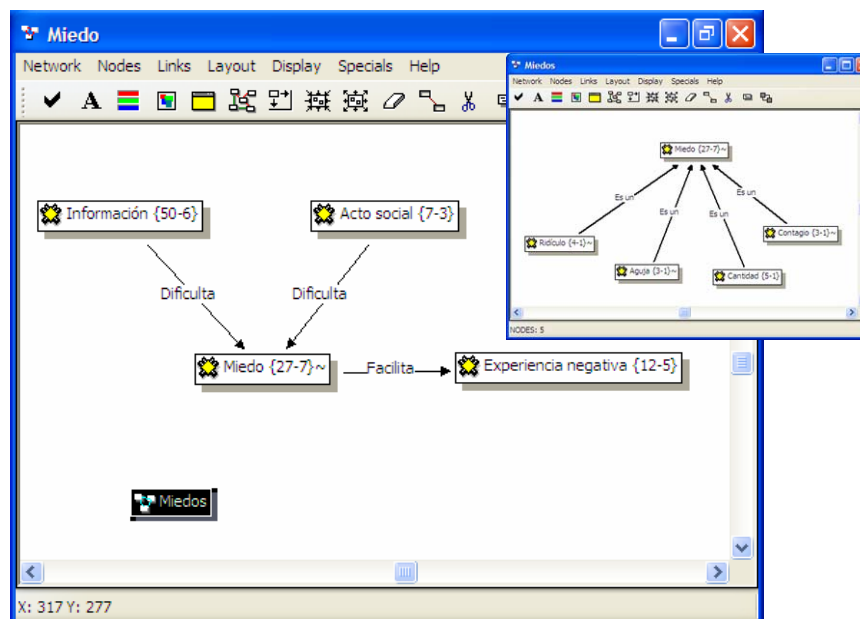 Miedo
Network Nodes Links Layout Display Specials Help
A
Información {50-6}
Acto social {7-3}
Dificulta
Dificulta
Miedo {27-7}~
Facilita
Experiencia negativa {12-5}
Miedos
X: 317 Y: 277
Miedos
Network Nodes Links Layout Display Specials Help
A
Miedo {27-7}~
Es un
Es un
Es un
Es un
Ridículo {4-1}~
Aguja {3-1}~
Cantidad {5-1}
Contagio {3-1}~
NODES: 5